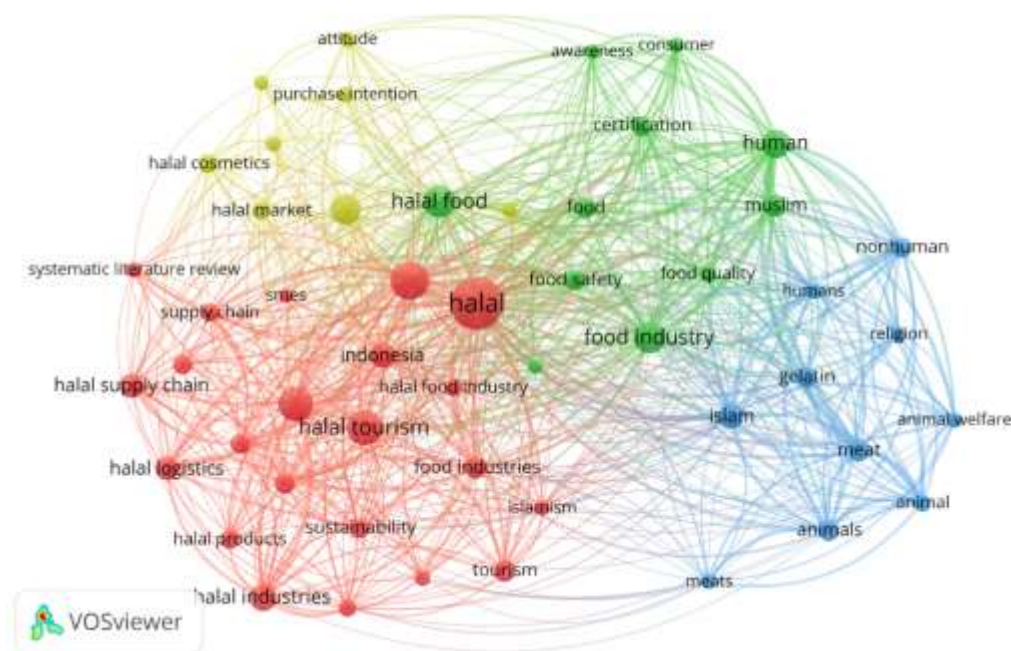 attitude
awareness
consumer
purchase intention
certification
human
halal cosmetics
halal food
food
muslim
halal market
nonhuman
systematic literature review
food safety
food quality
smes
halal
humans
supply chain
food industry
religion
indonesia
halal supply chain
halal food industry
gelatin
islam
animal welfare
halal tourism
meat
halal logistics
food industries
islamism
animal
sustainability
animals
halal products
tourism
meats
halal industries
VOSviewer